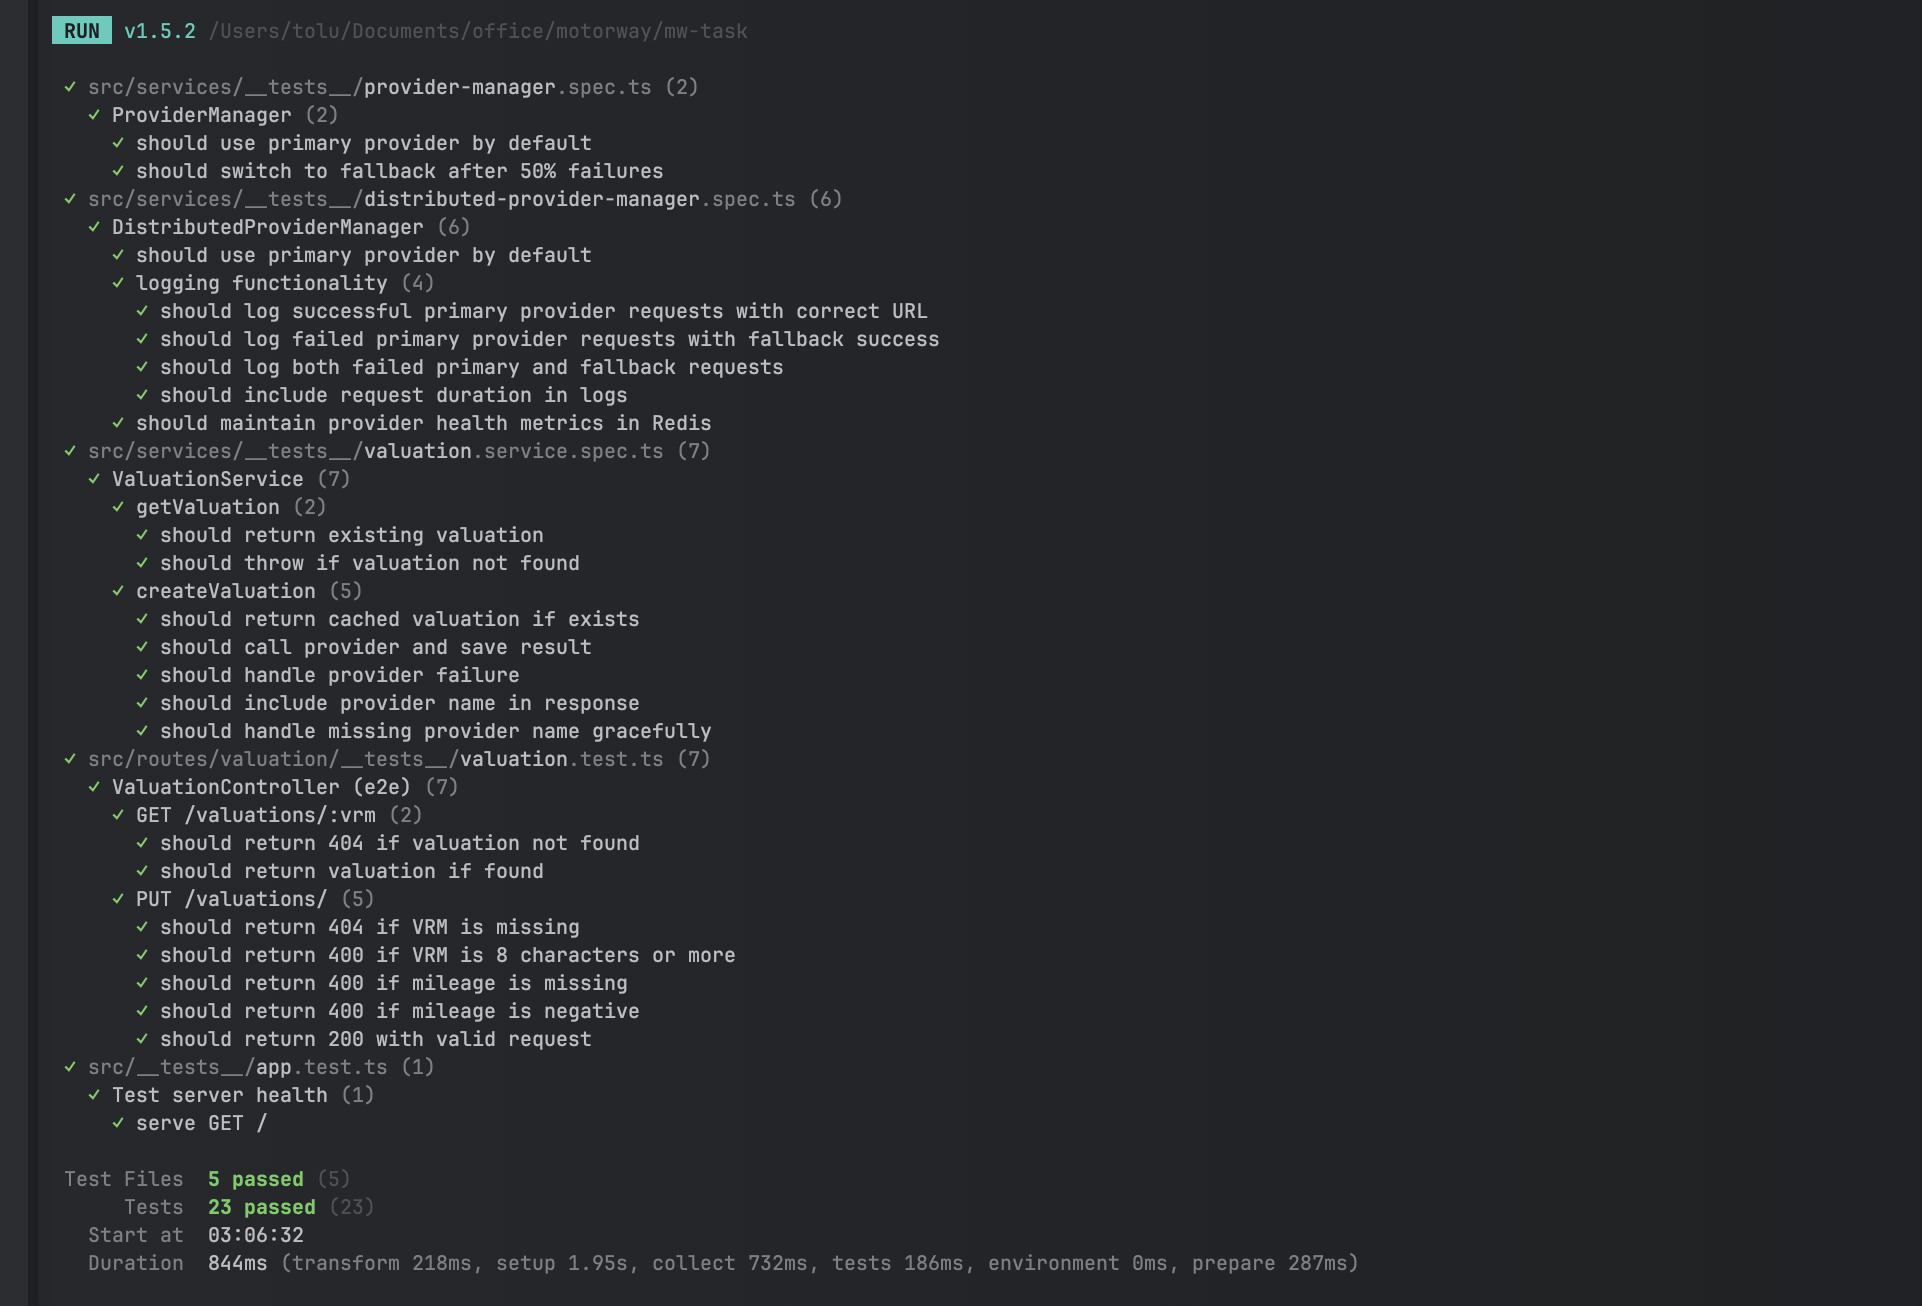 RUN v1.5.2 /Users/tolu/Documents/office/motorway/mw-task
✓ src/services/__tests__/provider-manager.spec.ts (2)
✓ ProviderManager (2)
✓ should use primary provider by default
✓ should switch to fallback after 50% failures
✓ src/services/__tests__/distributed-provider-manager.spec.ts (6)
✓ DistributedProviderManager (6)
✓ should use primary provider by default
✓ logging functionality (4)
✓ should log successful primary provider requests with correct URL
✓ should log failed primary provider requests with fallback success
✓ should log both failed primary and fallback requests
✓ should include request duration in logs
✓ should maintain provider health metrics in Redis
✓ src/services/__tests__/valuation.service.spec.ts (7)
✓ ValuationService (7)
✓ getValuation (2)
✓ should return existing valuation
✓ should throw if valuation not found
✓ createValuation (5)
✓ should return cached valuation if exists
✓ should call provider and save result
✓ should handle provider failure
✓ should include provider name in response
✓ should handle missing provider name gracefully
✓ src/routes/valuation/__tests__/valuation.test.ts (7)
✓ ValuationController (e2e) (7)
✓ GET /valuations/:vrm (2)
✓ should return 404 if valuation not found
✓ should return valuation if found
✓ PUT /valuations/ (5)
✓ should return 404 if VRM is missing
✓ should return 400 if VRM is 8 characters or more
✓ should return 400 if mileage is missing
✓ should return 400 if mileage is negative
✓ should return 200 with valid request
✓ src/__tests__/app.test.ts (1)
✓ Test server health (1)
✓ serve GET /
Test Files 5 passed (5)
Tests 23 passed (23)
Start at 03:06:32
Duration 844ms (transform 218ms, setup 1.95s, collect 732ms, tests 186ms, environment 0ms, prepare 287ms)